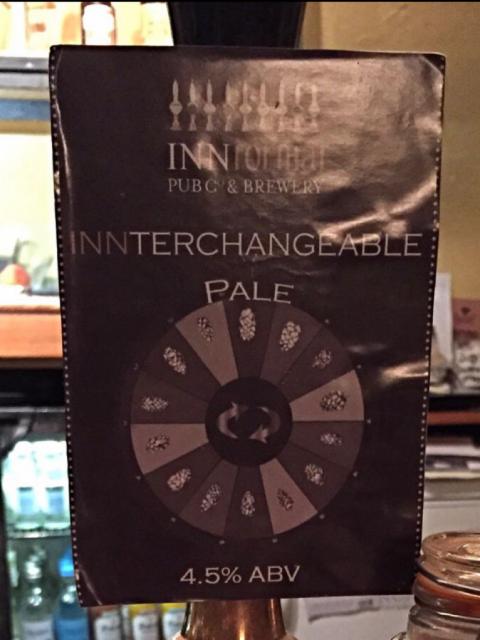 INNformal
PUB C & BREWERY
INNTERCHANGEABLE
PALE
4.5% ABV